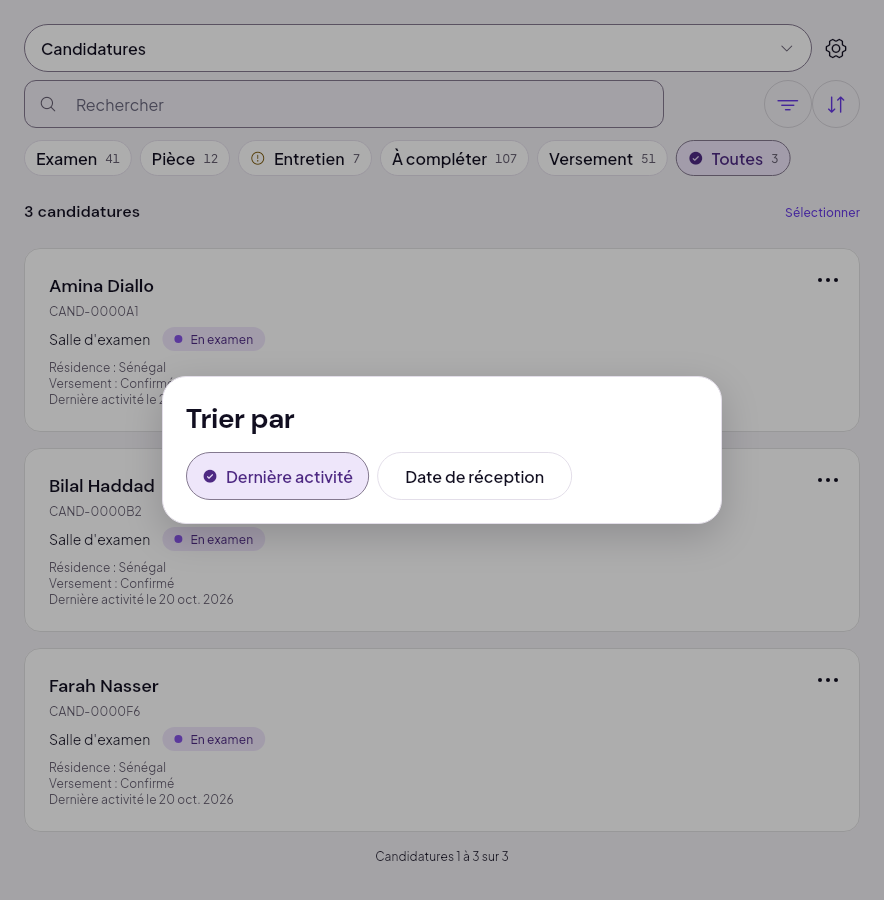 Candidatures
Rechercher
Examen 41
Pièce 12
Entretien 7
À compléter 107
Versement 51
Toutes 3
3 candidatures
Sélectionner
Amina Diallo
CAND-0000A1
Salle d'examen
En examen
Résidence : Sénégal
Versement : Confirmé
Dernière activité le
Trier par
Dernière activité
Date de réception
Bilal Haddad
CAND-0000B2
Salle d'examen
En examen
Résidence : Sénégal
Versement : Confirmé
Dernière activité le 20 oct. 2026
Farah Nasser
CAND-0000F6
Salle d'examen
En examen
Résidence : Sénégal
Versement : Confirmé
Dernière activité le 20 oct. 2026
Candidatures 1 à 3 sur 3